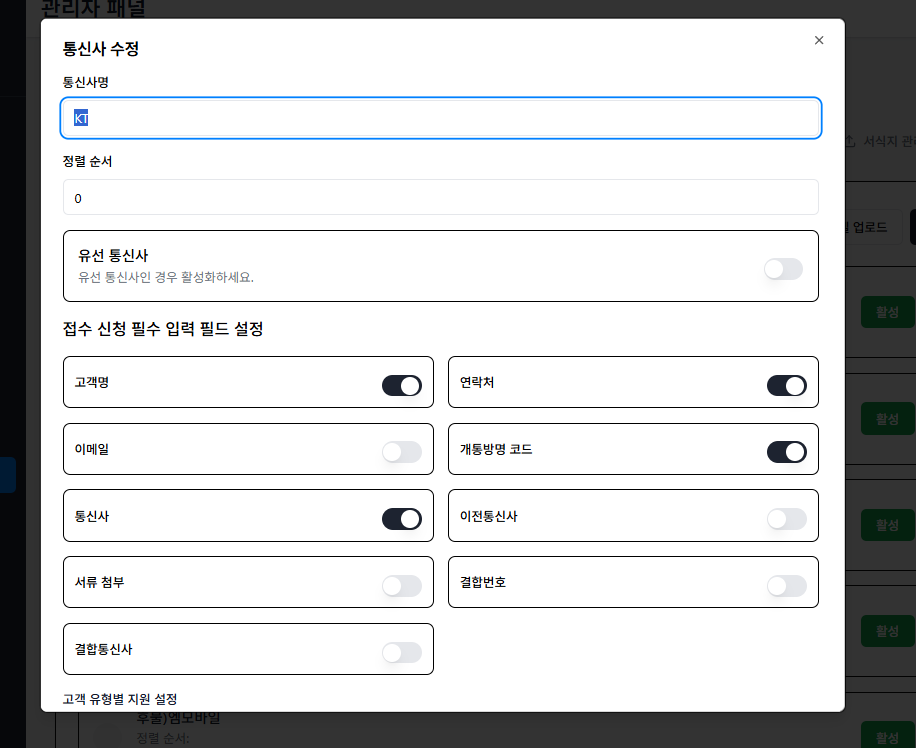 관리자 패널
통신사 수정
통신사명
KT
정렬 순서
0
서식지 관리
유선 통신사
업로드
유선 통신사인 경우 활성화하세요.
접수 신청 필수 입력 필드 설정
활성
고객명
연락처
활성
이메일
개통방명 코드
통신사
이전통신사
활성
서류 첨부
결합번호
활성
결합통신사
고객 유형별 지원 설정
후불)엠모바일
정렬 순서:
활성